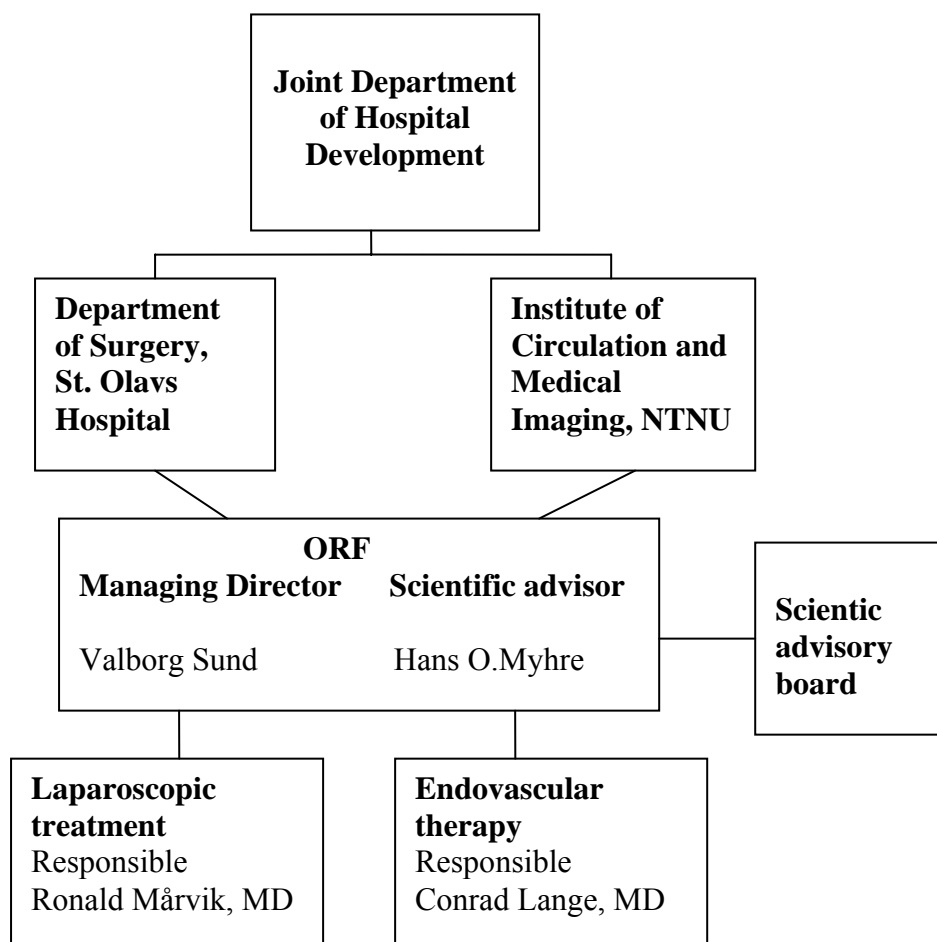 Joint Department
of Hospital
Development
Department
of Surgery,
St. Olavs
Hospital
Institute of
Circulation and
Medical
Imaging, NTNU
ORF
Managing Director Scientific advisor
Valborg Sund Hans O.Myhre
Scientic
advisory
board
Laparoscopic
treatment
Responsible
Ronald Mårvik, MD
Endovascular
therapy
Responsible
Conrad Lange, MD